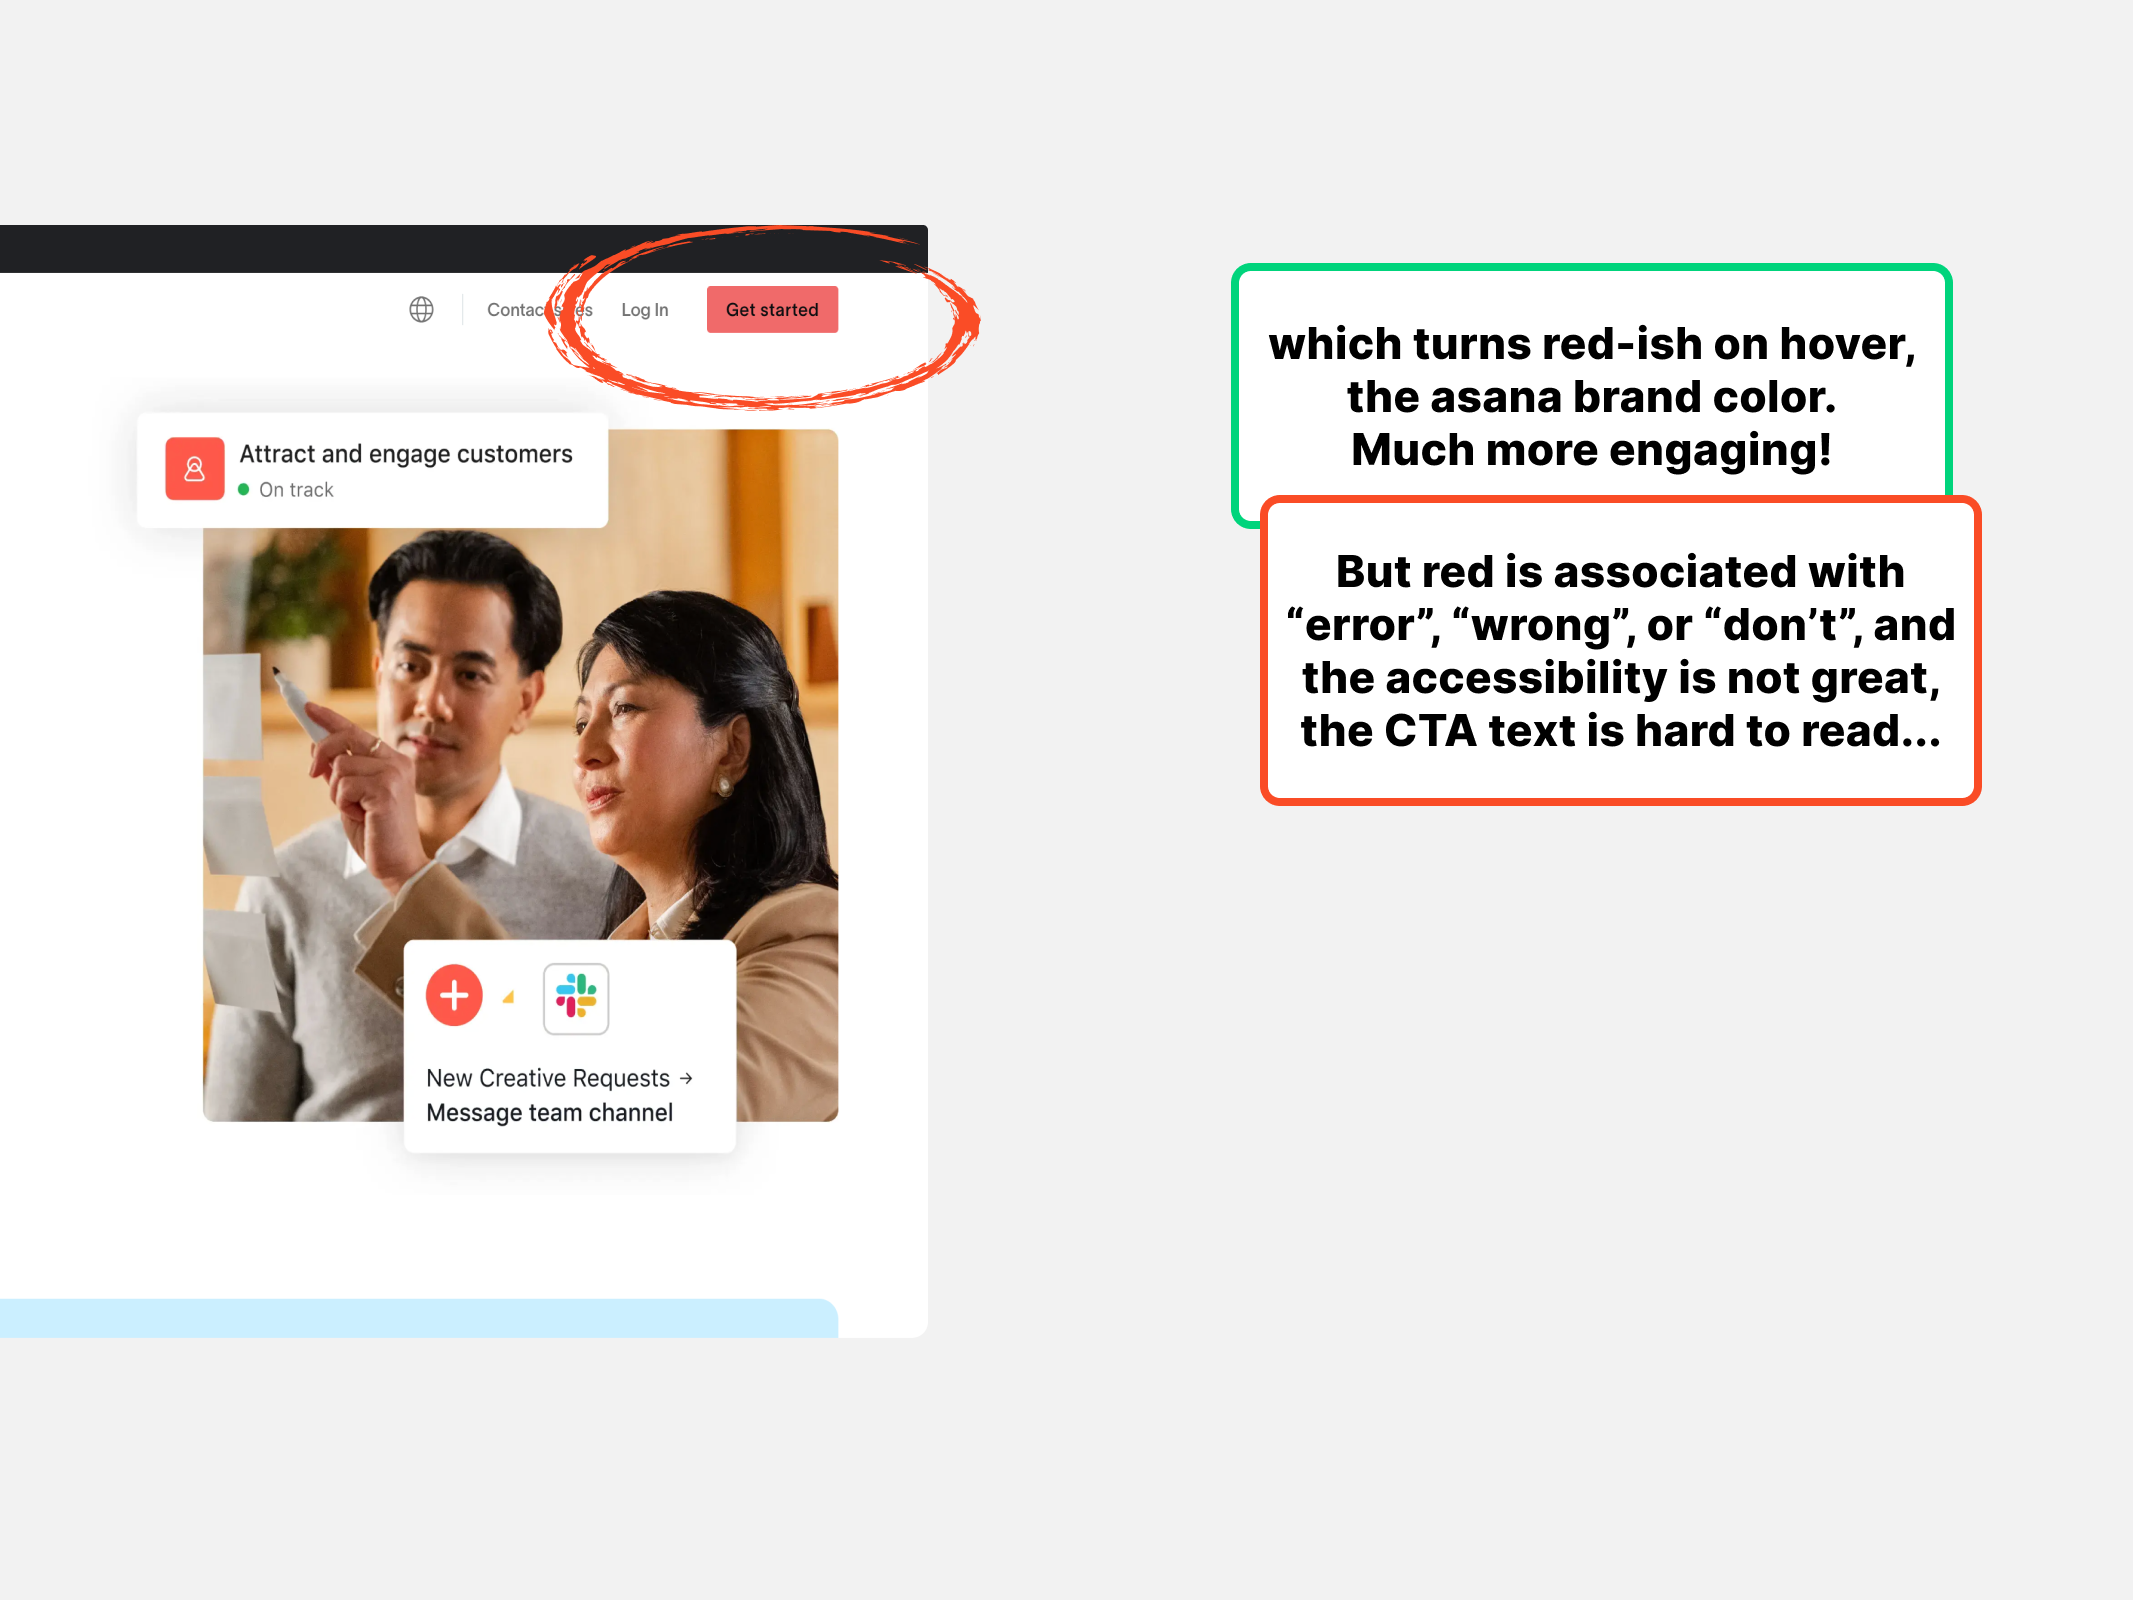 Log In
Get started
Attract and engage customers
On track
New Creative Requests →
Message team channel
which turns red-ish on hover,
the asana brand color.
Much more engaging!
But red is associated with
“error”, “wrong”, or “don’t”, and
the accessibility is not great,
the CTA text is hard to read...